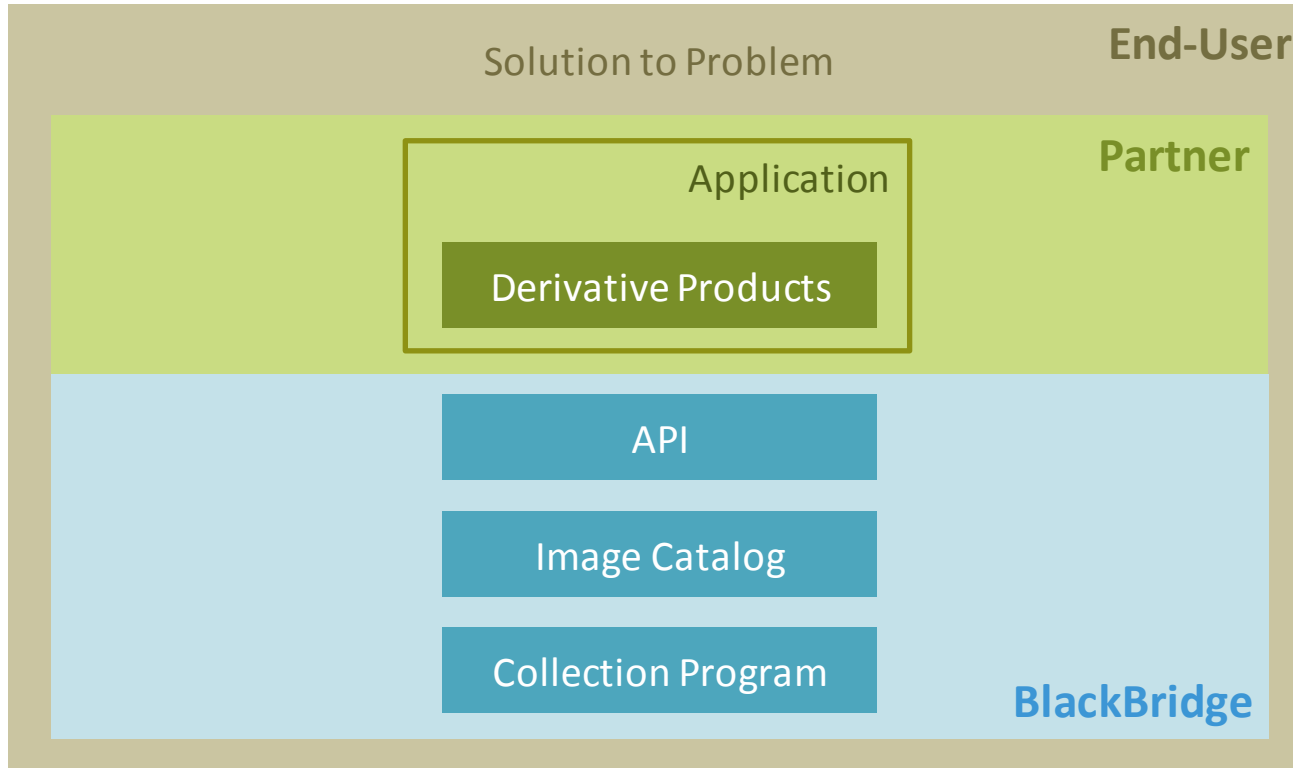 End-User
Solution to Problem
Partner
Application
Derivative Products
API
Image Catalog
Collection Program
BlackBridge